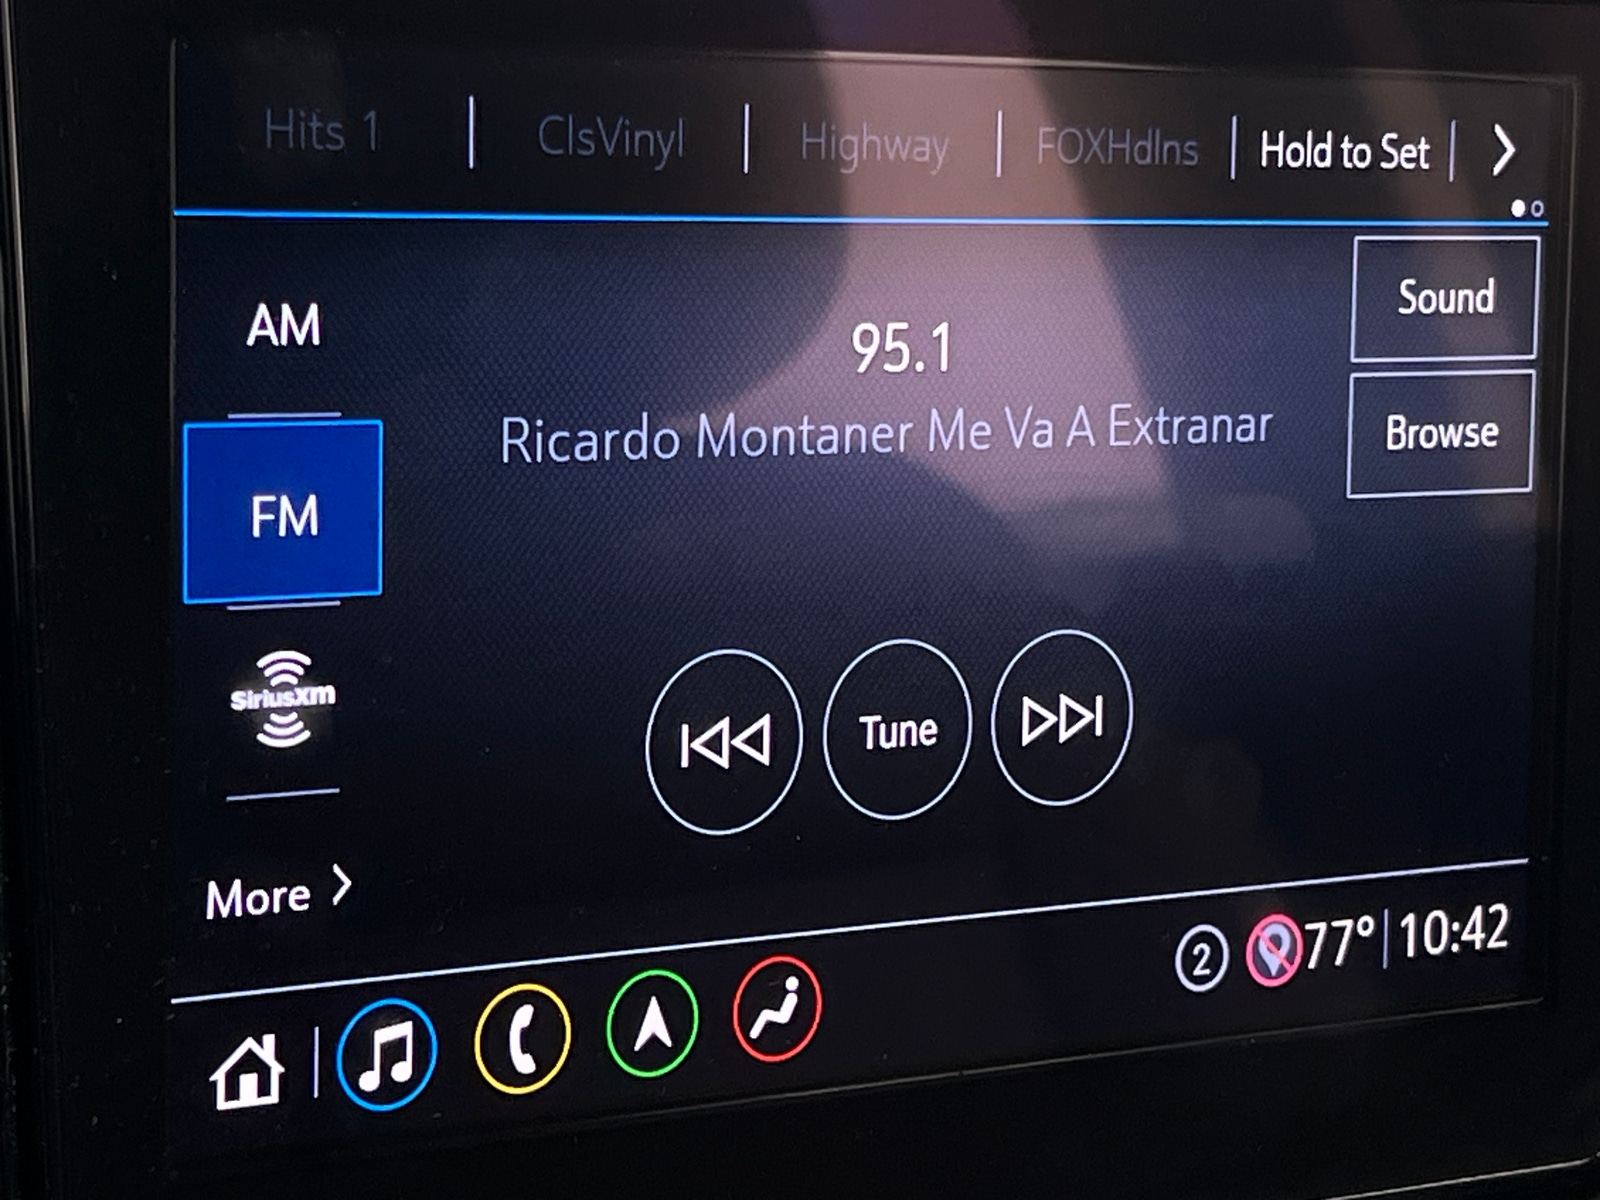 Hits 1 | ClsVinyl | Highway | FOXHdlns | Hold to Set |
Sound
AM
95.1
Ricardo Montaner Me Va A Extranar
Browse
FM
SiriusXm
Tune
More
2 77° | 10:42